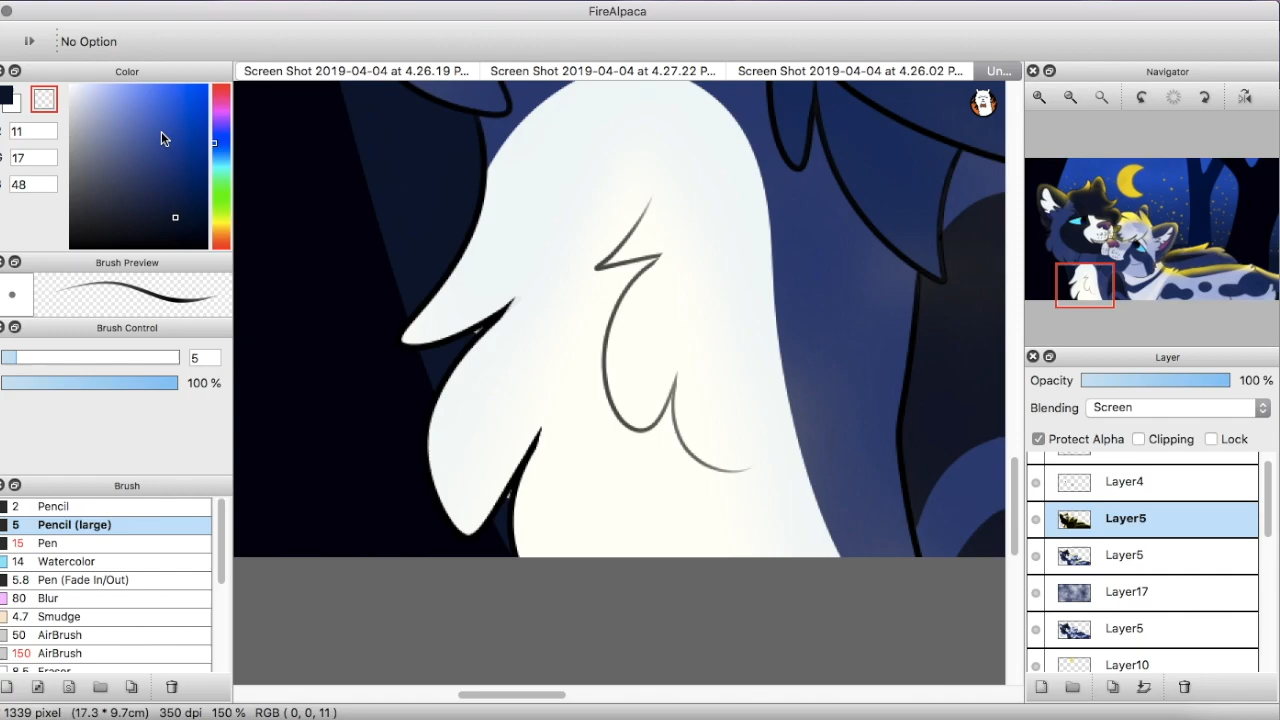 FireAlpaca
No Option
Color
Screen Shot 2019-04-04 at 4.26.19 P...
Screen Shot 2019-04-04 at 4.27.22 P...
Screen Shot 2019-04-04 at 4.26.02 P...
Un...
Navigator
11
17
48
Brush Preview
Brush Control
5
100 %
Layer
Opacity 100 %
Blending Screen
Protect Alpha Clipping Lock
Layer4
Layer5
Layer5
Layer17
Layer5
Layer10
Brush
2 Pencil
5 Pencil (large)
15 Pen
14 Watercolor
5.8 Pen (Fade In/Out)
80 Blur
4.7 Smudge
50 AirBrush
150 AirBrush
8.5 Eraser
1339 pixel (17.3 * 9.7cm) 350 dpi 150 % RGB ( 0, 0, 11 )